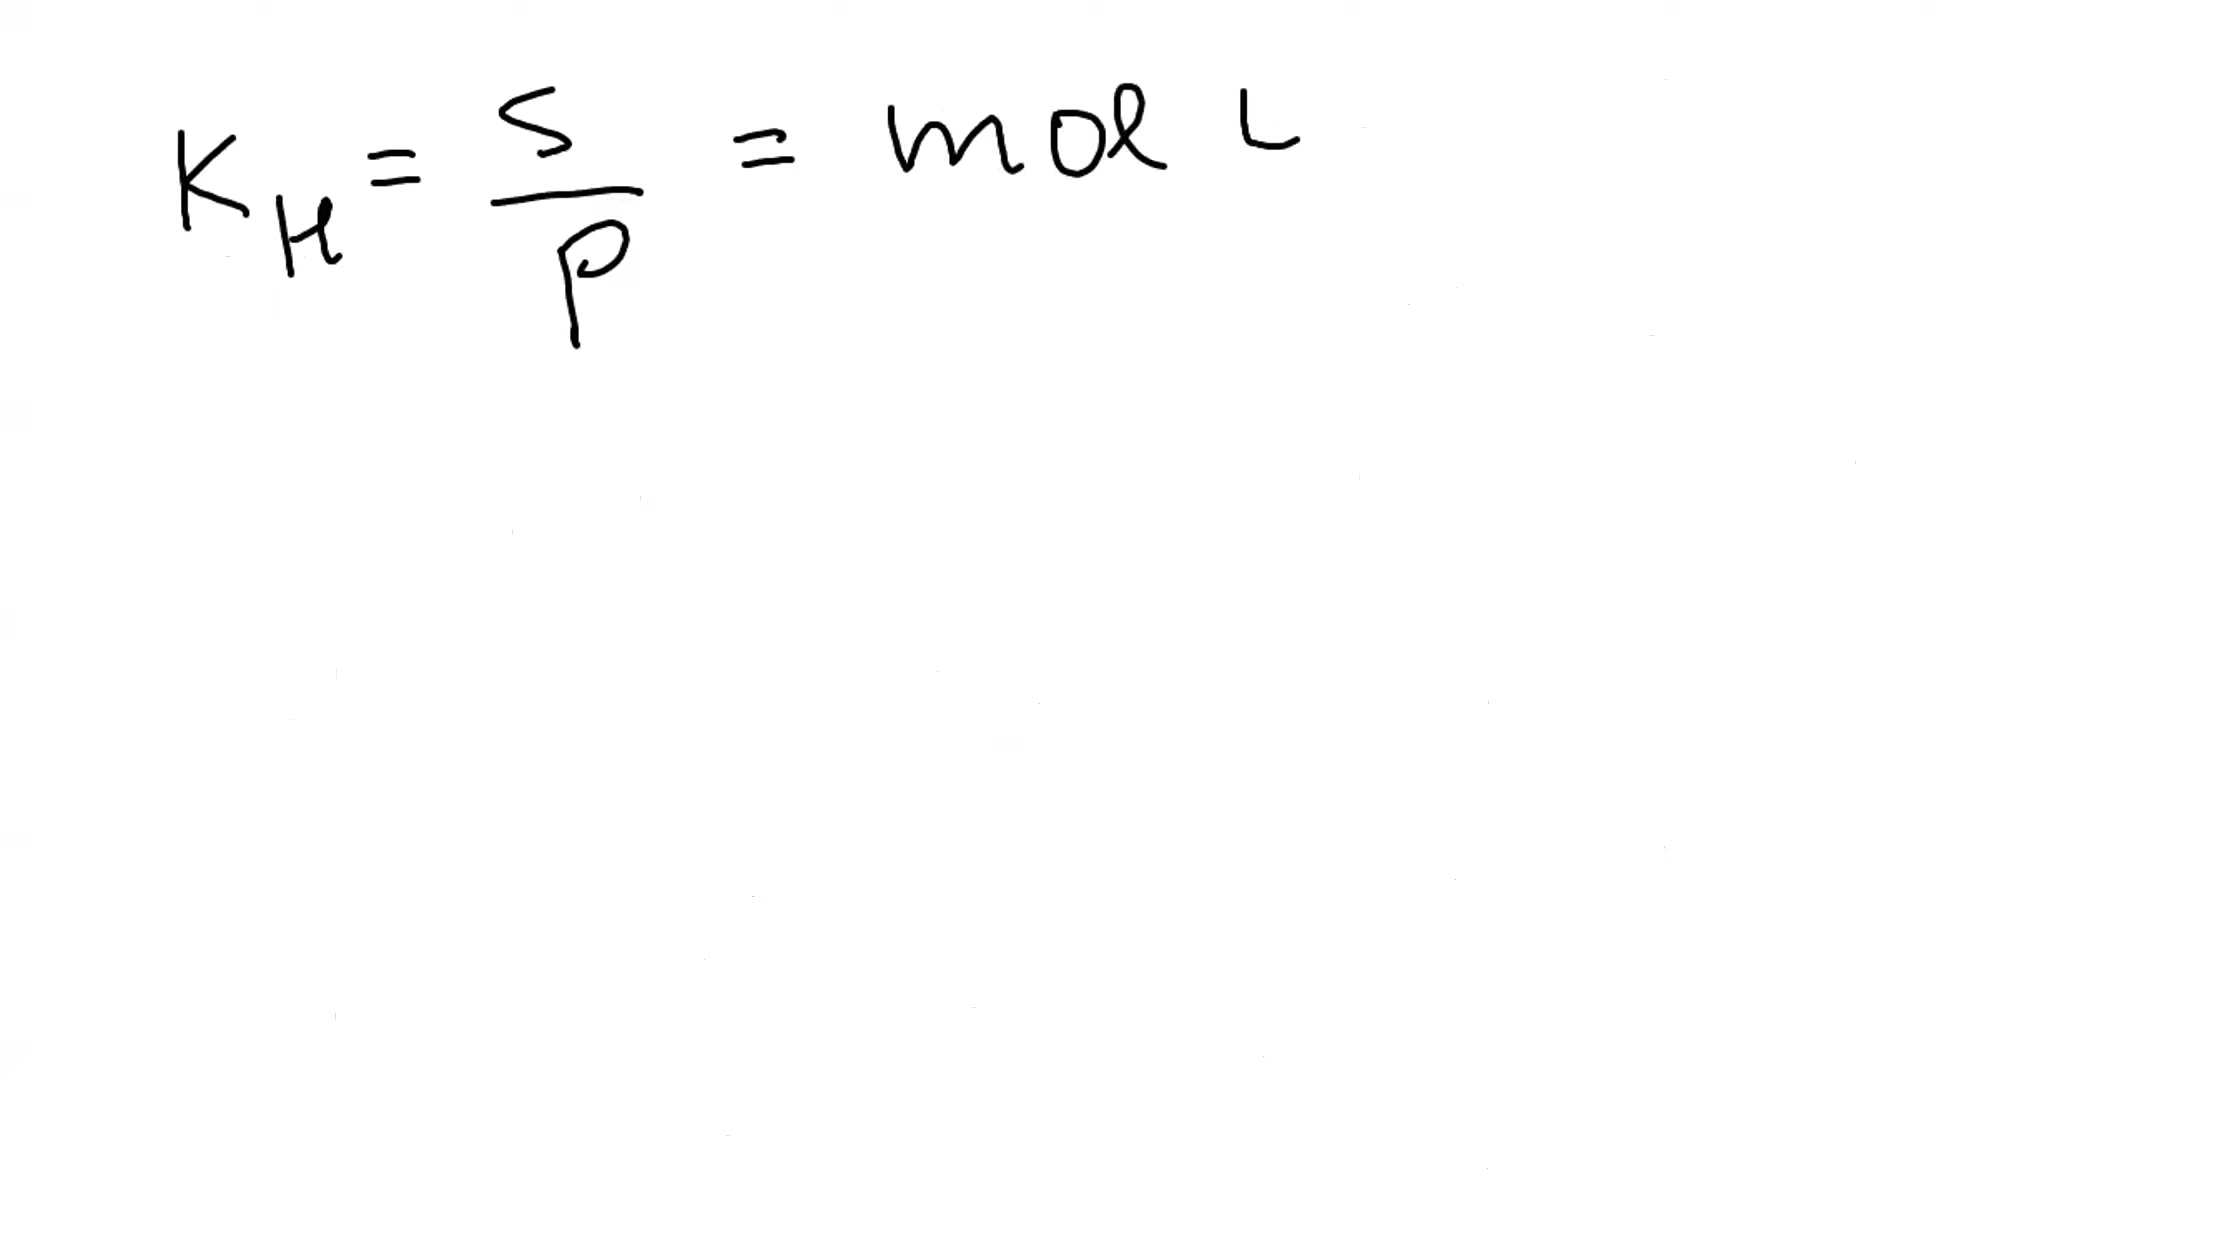 K_H = S/P = mol L